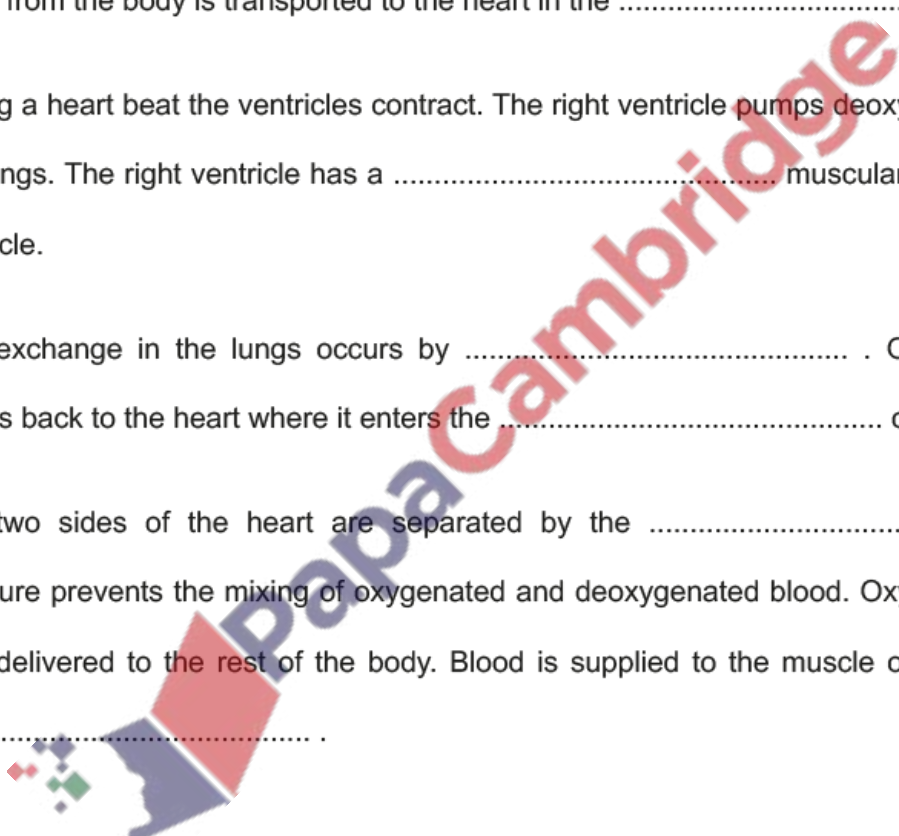 from the body is transported to the heart in the ................................
g a heart beat the ventricles contract. The right ventricle pumps deoxy
ngs. The right ventricle has a ................................................ muscular
cle.
exchange in the lungs occurs by ................................................ .
s back to the heart where it enters the ................................................
two sides of the heart are separated by the ................................
ure prevents the mixing of oxygenated and deoxygenated blood. Oxy
delivered to the rest of the body. Blood is supplied to the muscle o
........................................ .
PapaCambridge